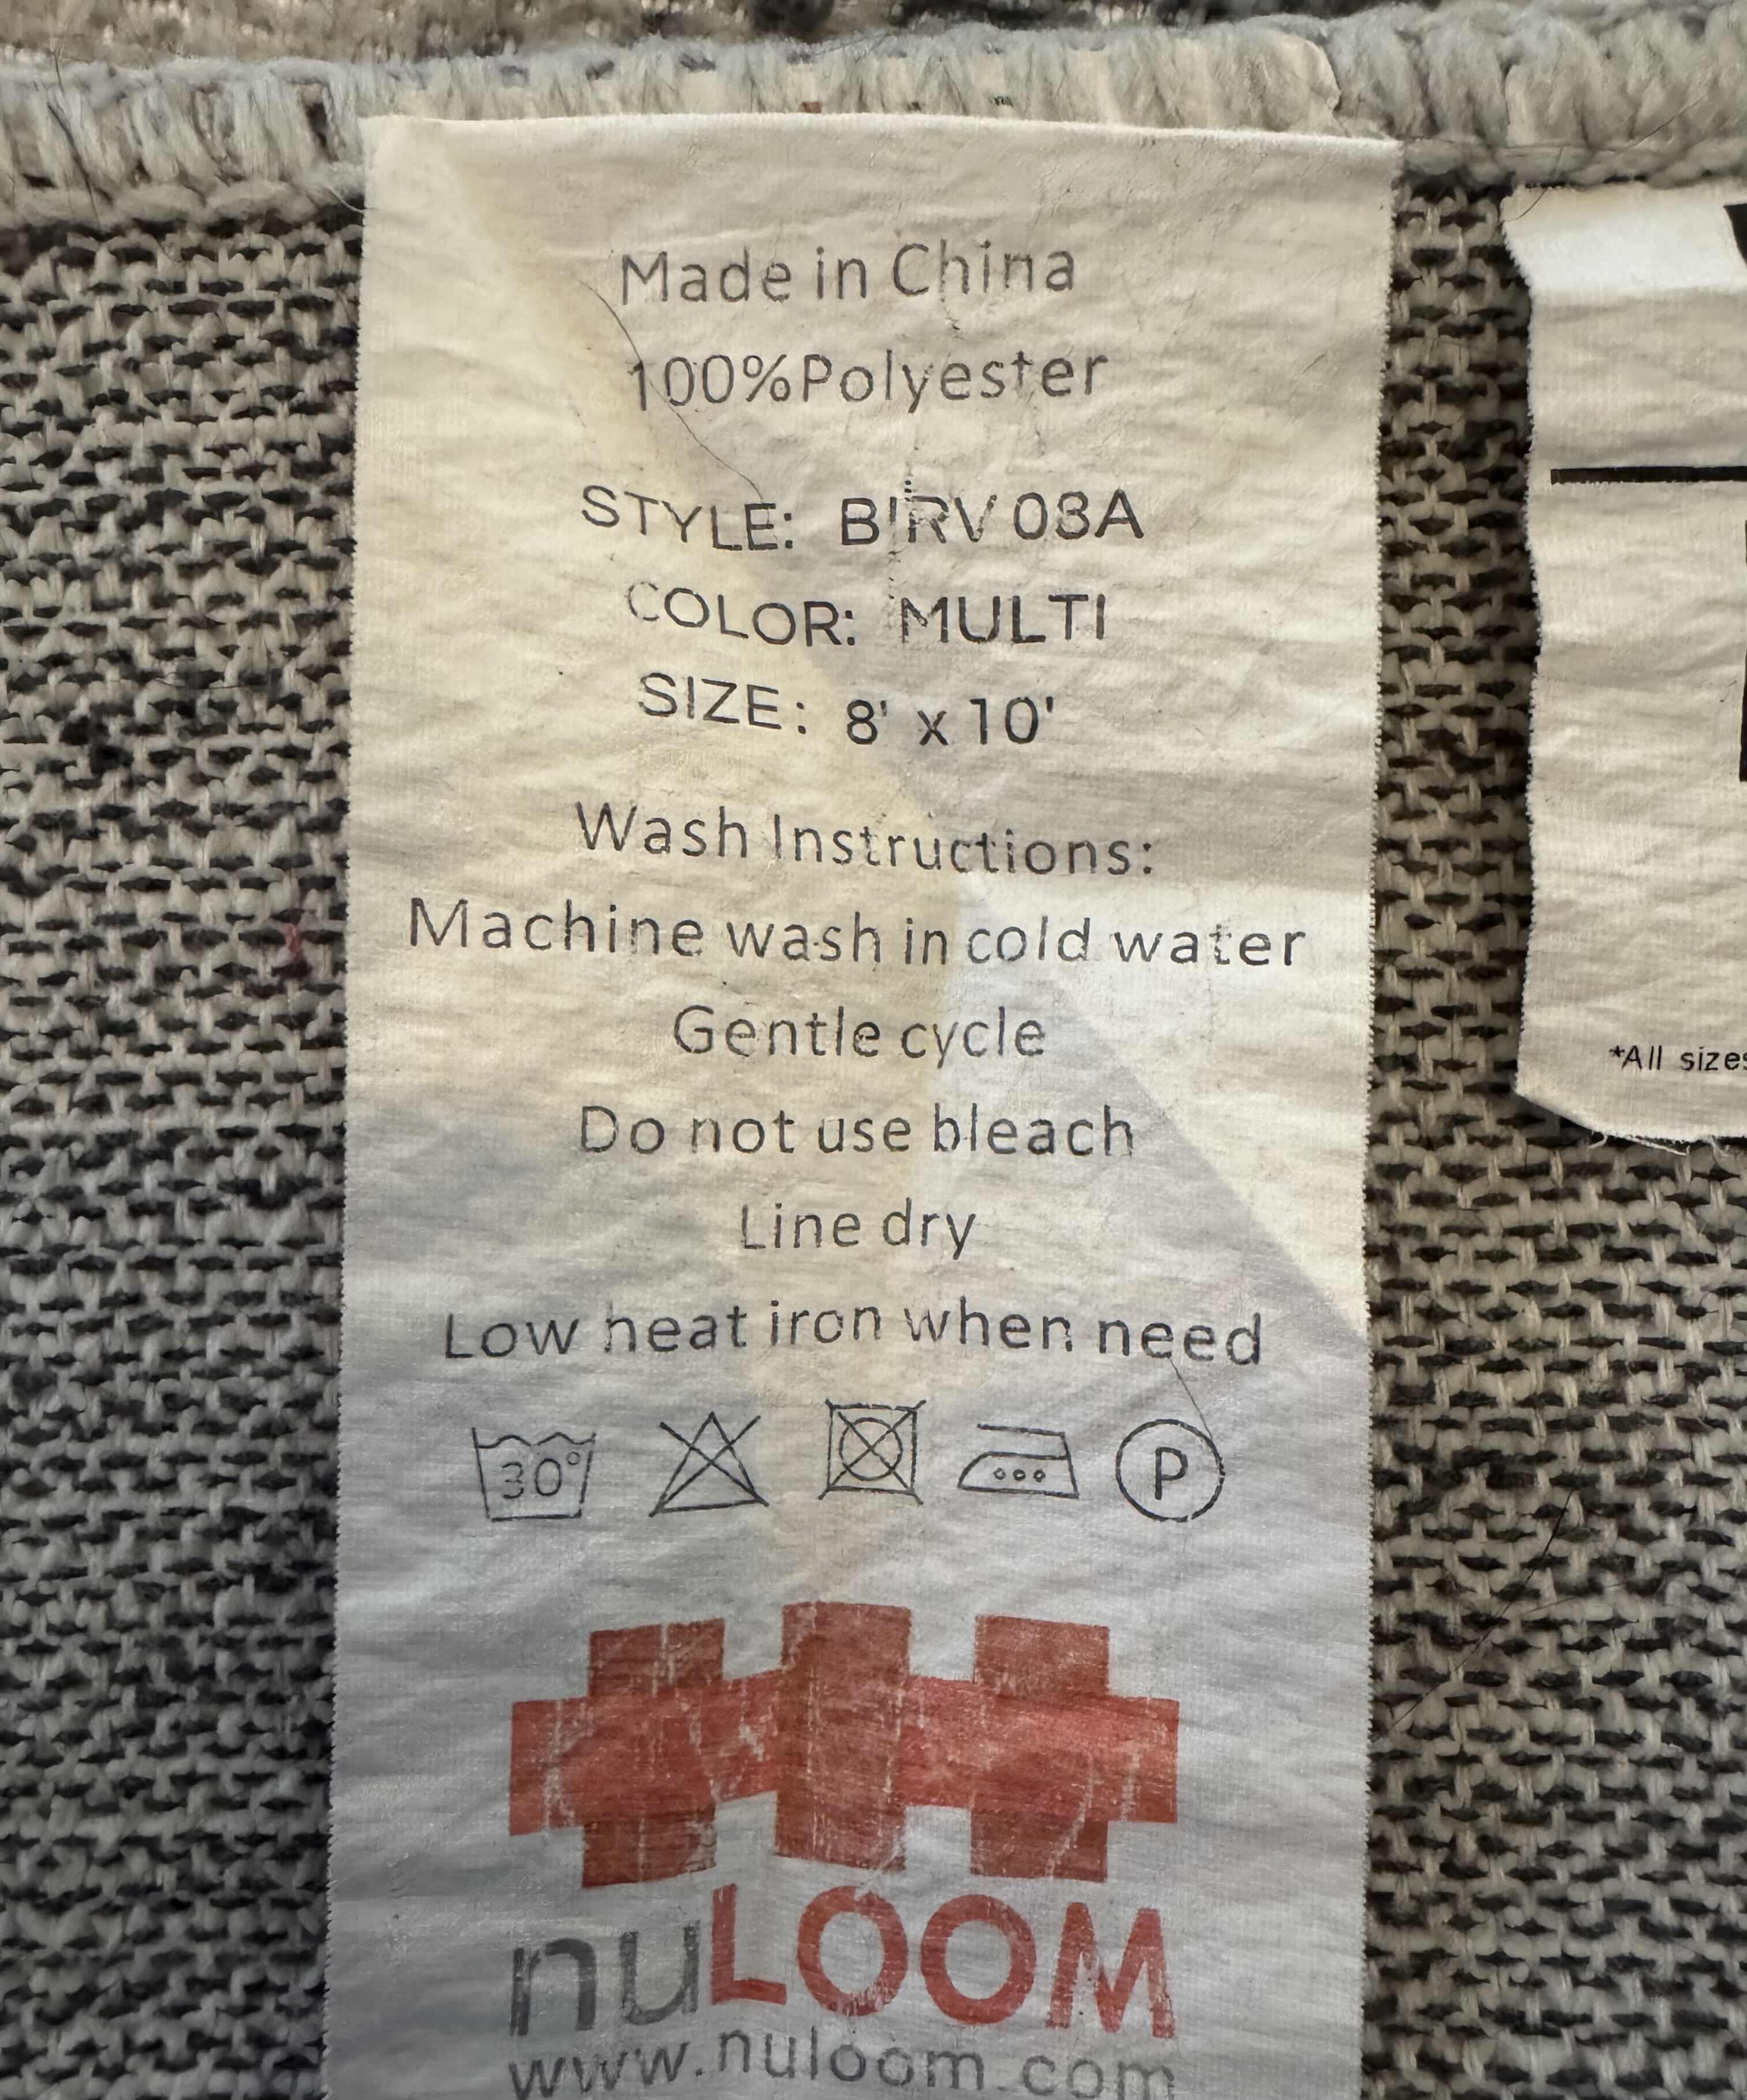 Made in China
100%Polyester
STYLE: BIRV 03A
COLOR: MULTI
SIZE: 8' x 10'
Wash Instructions:
Machine wash in cold water
Gentle cycle
Do not use bleach
Line dry
Low heat iron when need
30°
P
nuLOOM
www.nuloom.com
*All sizes